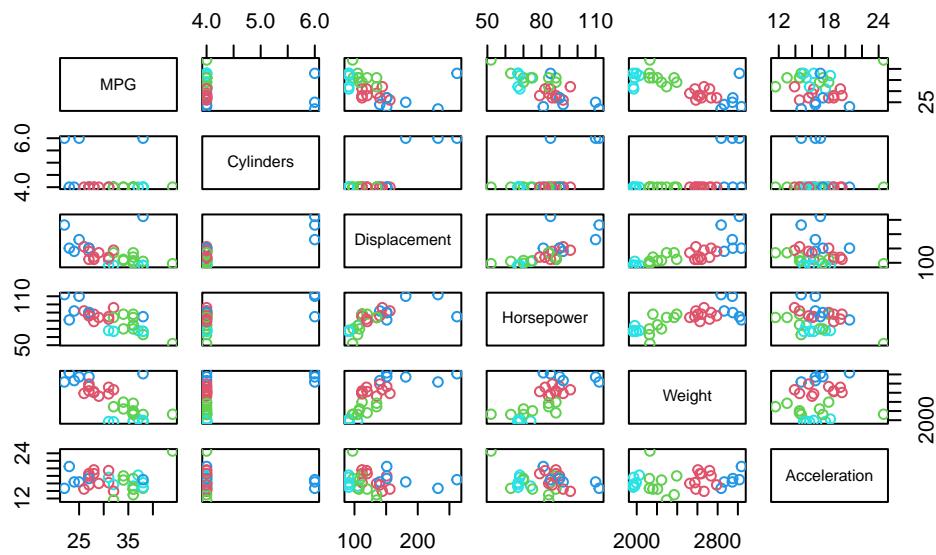 4.0 5.0 6.0 50 80 110 12 18 24
MPG
25
6.0
4.0
Cylinders
Displacement
100
110
50
Horsepower
Weight
2000
24
12
Acceleration
25 35 100 200 2000 2800